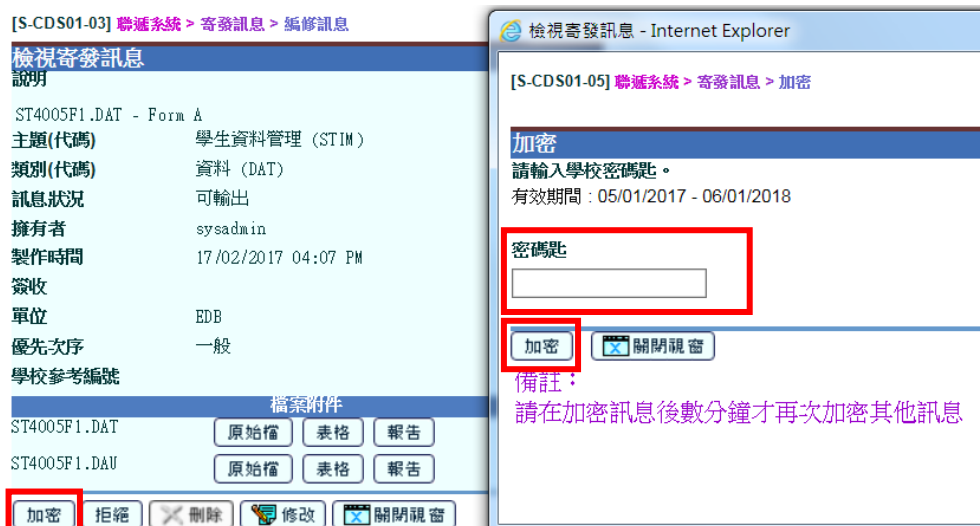 [S-CDS01-03] 聯遞系統 > 寄發訊息 > 編修訊息
檢視寄發訊息
說明
ST4005F1.DAT - Form A
主題(代碼) 學生資料管理 (STIM)
類別(代碼) 資料 (DAT)
訊息狀況 可輸出
擁有者 sysadmin
製作時間 17/02/2017 04:07 PM
簽收
單位 EDB
優先次序 一般
學校參考編號
檔案附件
ST4005F1.DAT 原始檔 表格 報告
ST4005F1.DAU 原始檔 表格 報告
加密 拒絕 刪除 修改 關閉視窗
檢視寄發訊息 - Internet Explorer
[S-CDS01-05] 聯遞系統 > 寄發訊息 > 加密
加密
請輸入學校密碼匙。
有效期間 : 05/01/2017 - 06/01/2018
密碼匙
加密 關閉視窗
備註：
請在加密訊息後數分鐘才再次加密其他訊息